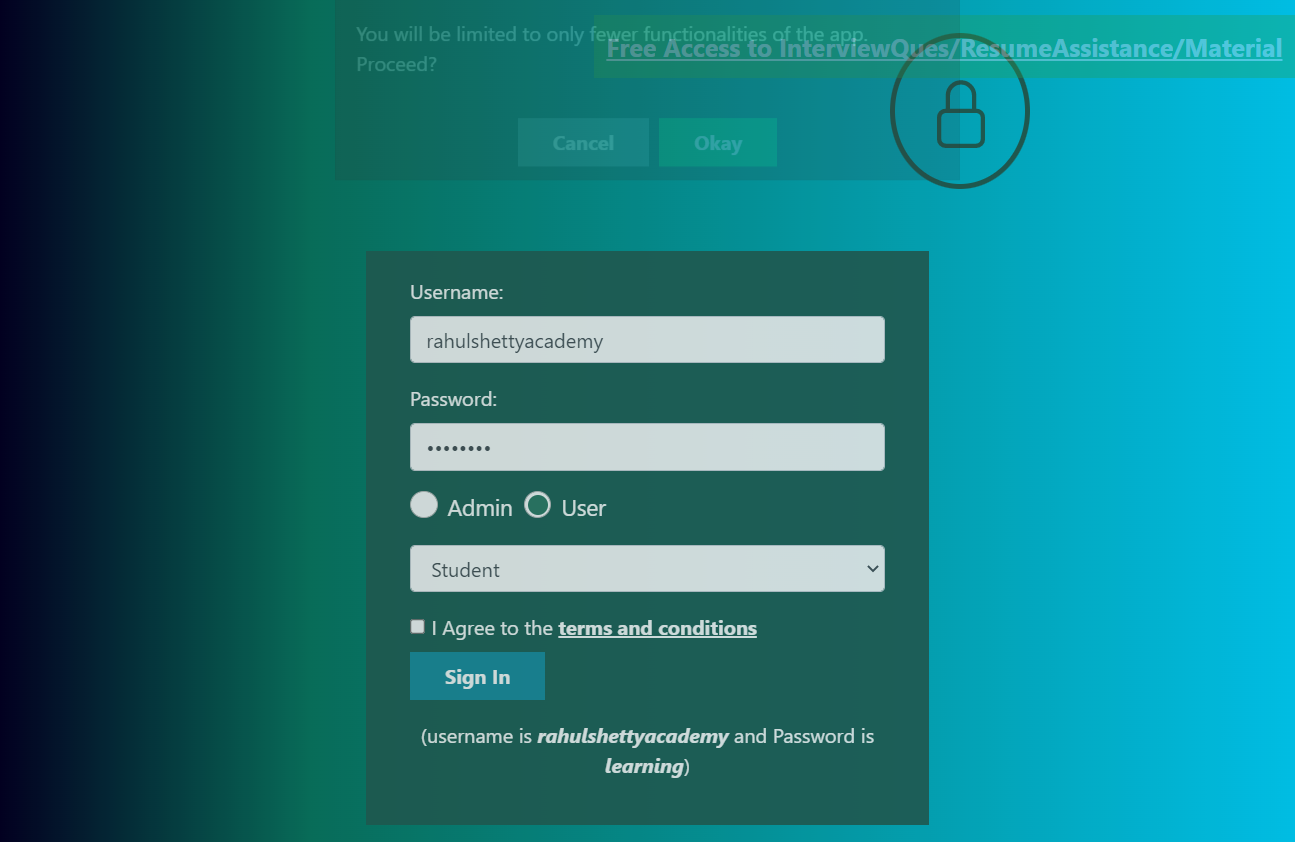 You will be limited to only fewer functionalities of the app.
Proceed?
Free Access to InterviewQues/ResumeAssistance/Material
Cancel Okay
Username:
rahulshettyacademy
Password:
••••••••
Admin User
Student
I Agree to the terms and conditions
Sign In
(username is rahulshettyacademy and Password is
learning)